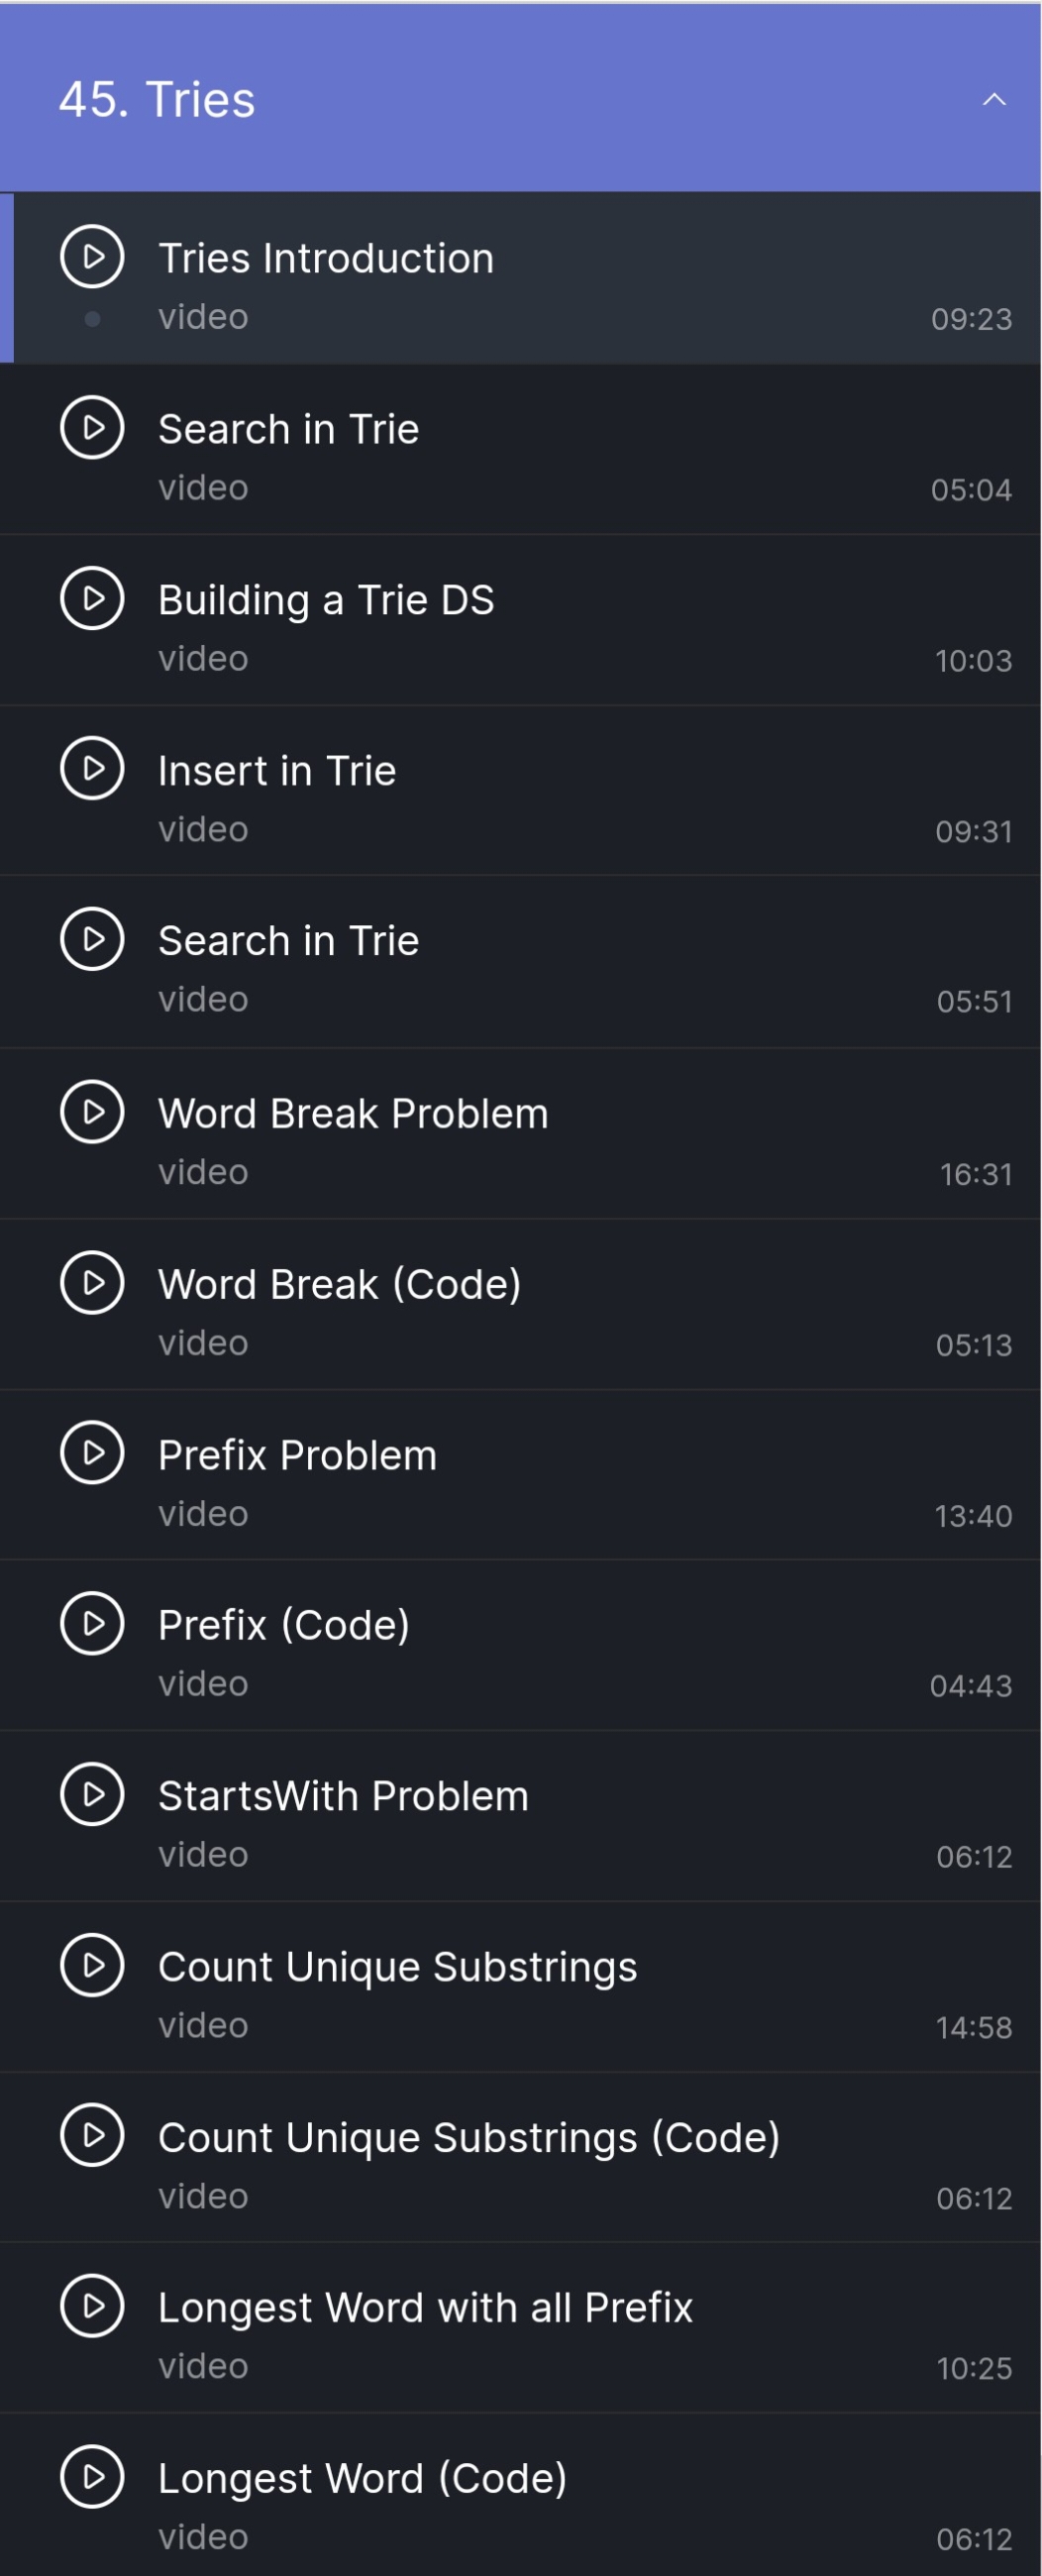 45. Tries
Tries Introduction
video 09:23
Search in Trie
video 05:04
Building a Trie DS
video 10:03
Insert in Trie
video 09:31
Search in Trie
video 05:51
Word Break Problem
video 16:31
Word Break (Code)
video 05:13
Prefix Problem
video 13:40
Prefix (Code)
video 04:43
StartsWith Problem
video 06:12
Count Unique Substrings
video 14:58
Count Unique Substrings (Code)
video 06:12
Longest Word with all Prefix
video 10:25
Longest Word (Code)
video 06:12